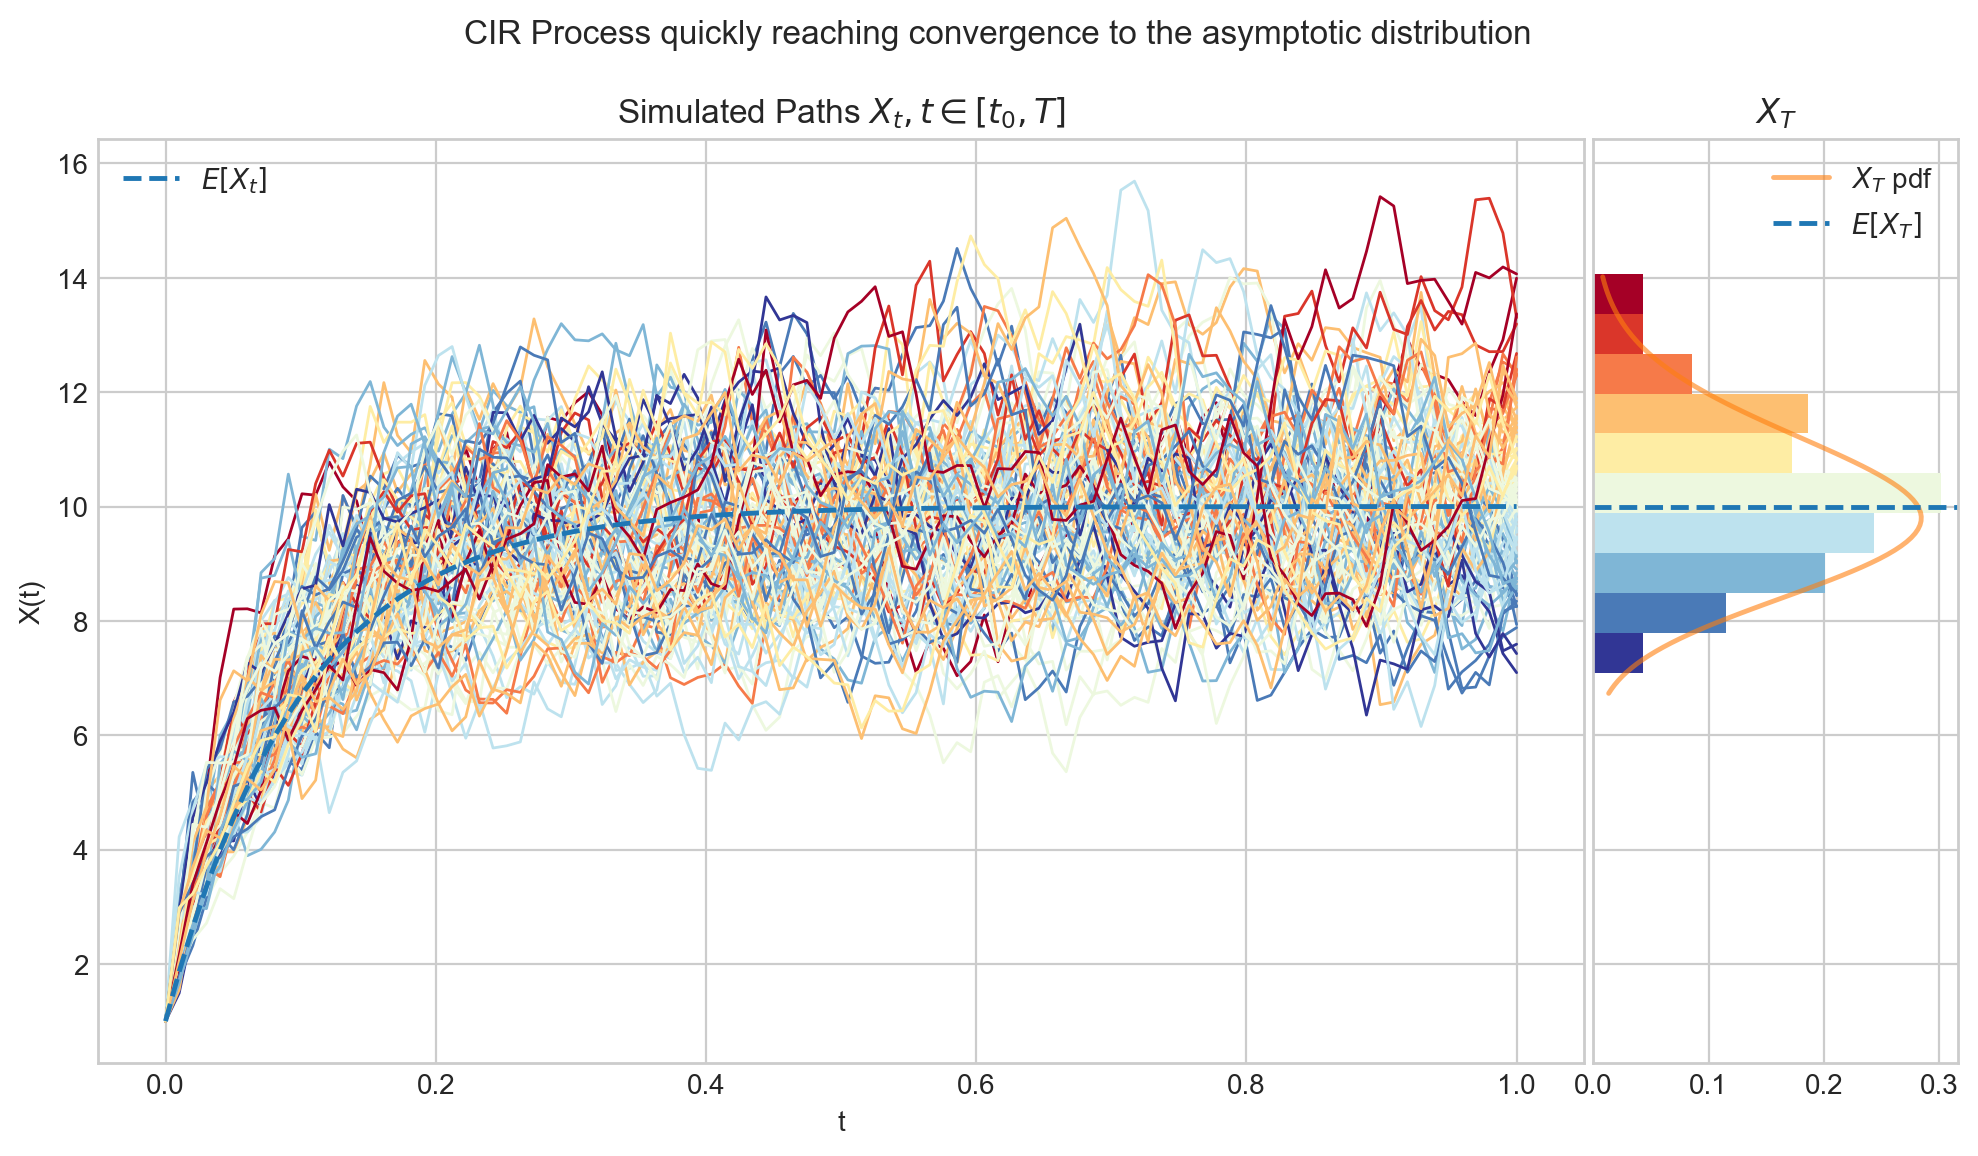 CIR Process quickly reaching convergence to the asymptotic distribution
Simulated Paths $X_t, t \in [t_0, T]$
$X_T$
$E[X_t]$
$X_T$ pdf
$E[X_T]$
X(t)
16
14
12
10
8
6
4
2
0.0 0.2 0.4 0.6 0.8 1.0
0.0 0.1 0.2 0.3
t